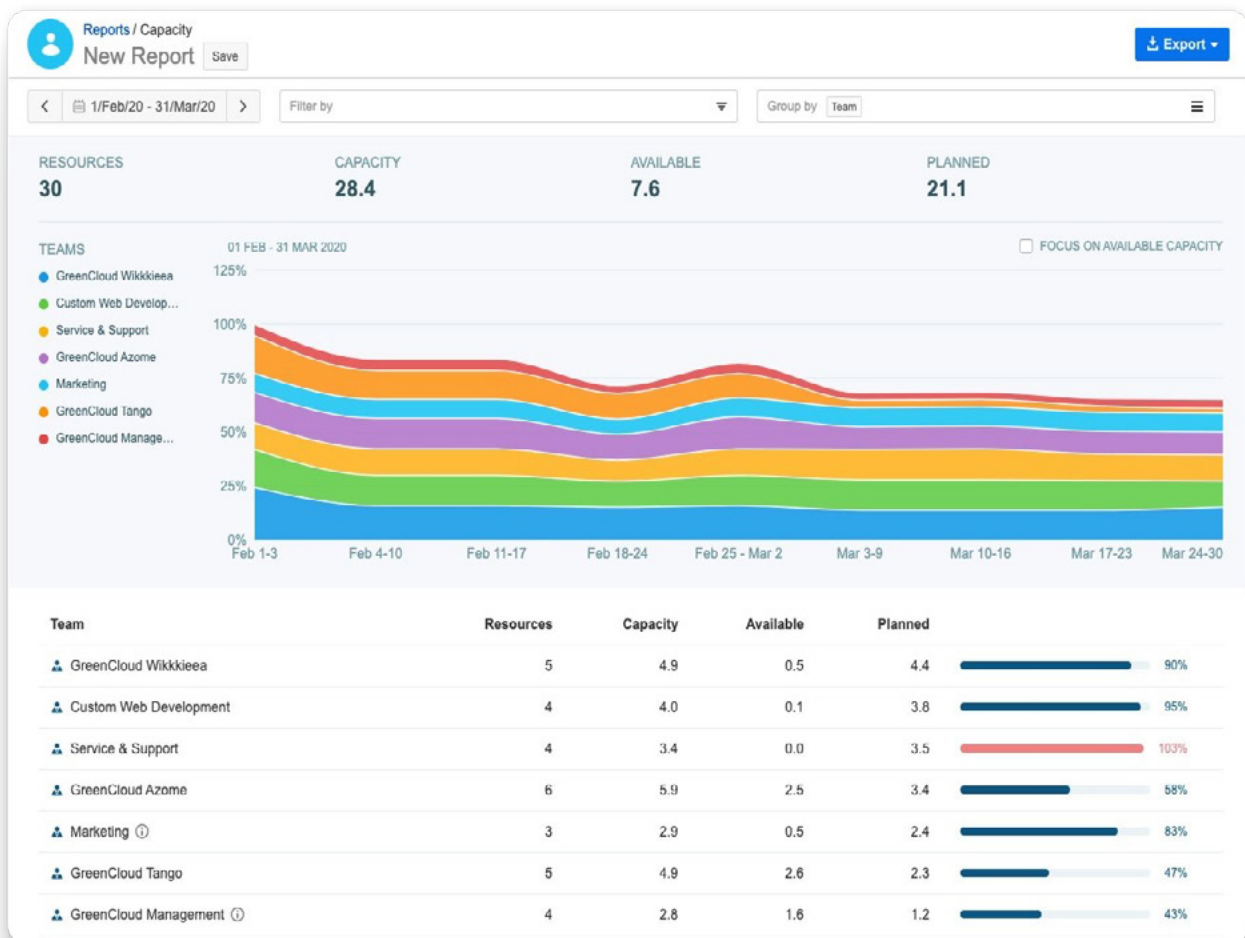 Reports / Capacity
New Report Save
Export
1/Feb/20 - 31/Mar/20 Filter by Group by Team
RESOURCES CAPACITY AVAILABLE PLANNED
30 28.4 7.6 21.1
TEAMS
GreenCloud Wikkkieea
Custom Web Develop...
Service & Support
GreenCloud Azome
Marketing
GreenCloud Tango
GreenCloud Manage...
01 FEB - 31 MAR 2020 FOCUS ON AVAILABLE CAPACITY
125%
100%
75%
50%
25%
0%
Feb 1-3 Feb 4-10 Feb 11-17 Feb 18-24 Feb 25 - Mar 2 Mar 3-9 Mar 10-16 Mar 17-23 Mar 24-30
Team Resources Capacity Available Planned
GreenCloud Wikkkieea 5 4.9 0.5 4.4 90%
Custom Web Development 4 4.0 0.1 3.8 95%
Service & Support 4 3.4 0.0 3.5 103%
GreenCloud Azome 6 5.9 2.5 3.4 58%
Marketing 3 2.9 0.5 2.4 83%
GreenCloud Tango 5 4.9 2.6 2.3 47%
GreenCloud Management 4 2.8 1.6 1.2 43%